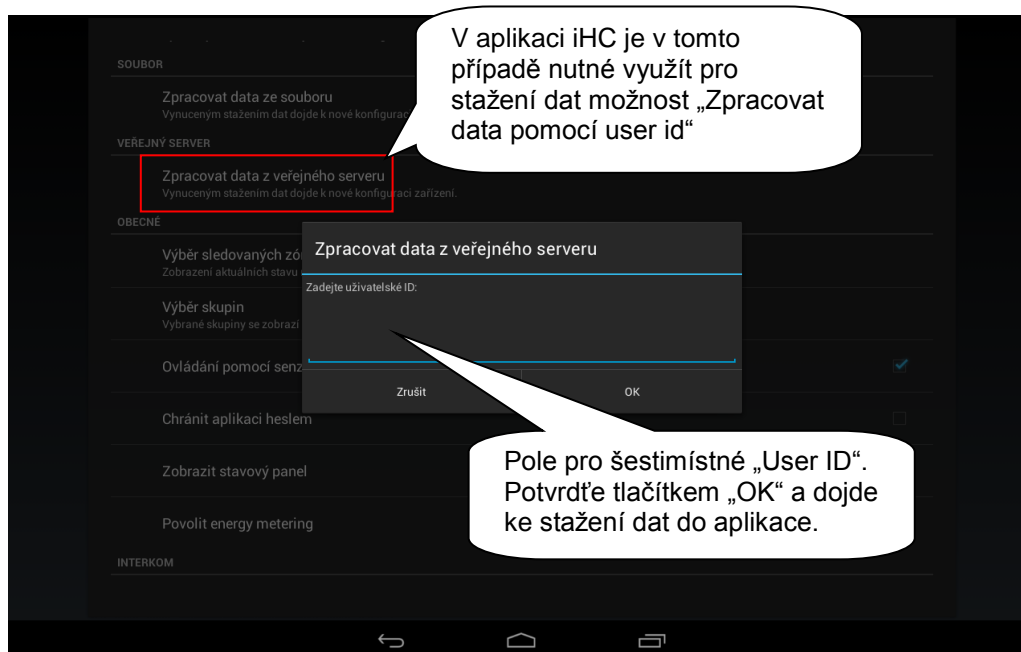 V aplikaci iHC je v tomto
případě nutné využít pro
stažení dat možnost „Zpracovat
data pomocí user id“
SOUBOR
Zpracovat data ze souboru
Vynuceným stažením dat dojde k nové
VEŘEJNÝ SERVER
Zpracovat data z veřejného serveru
Vynuceným stažením dat dojde k nové konfiguraci zařízení.
OBECNÉ
Výběr sledovaných
Zobrazení aktuálních stavu
Výběr skupin
Vybrané skupiny se zobrazí
Ovládání pomocí
Chránit aplikaci heslem
Zobrazit stavový panel
Povolit energy metering
INTERKOM
Zpracovat data z veřejného serveru
Zadejte uživatelské ID:
Zrušit
OK
Pole pro šestimístné „User ID“.
Potvrďte tlačítkem „OK“ a dojde
ke stažení dat do aplikace.